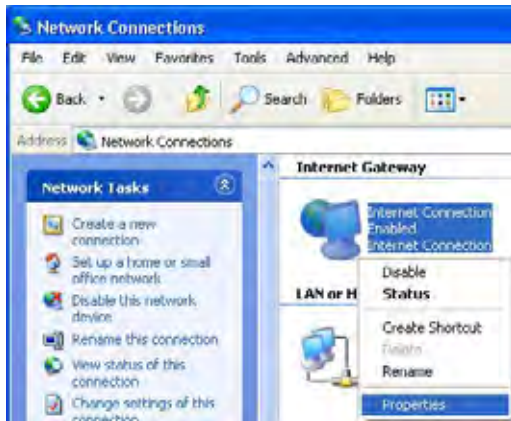 Network Connections
File Edit View Favorites Tools Advanced Help
Back Search Folders
Address Network Connections
Network Tasks
Create a new
connection
Set up a home or small
office network
Disable this network
device
Rename this connection
View status of this
connection
Change settings of this
connection
Internet Gateway
Internet Connection
Enabled
Internet Connection
LAN or H
Disable
Status
Create Shortcut
Delete
Rename
Properties